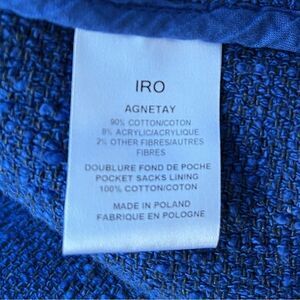 IRO
AGNETAY
90% COTTON/COTON
8% ACRYLIC/ACRYLIQUE
2% OTHER FIBRES/AUTRES
FIBRES
DOUBLURE FOND DE POCHE
POCKET SACKS LINING
100% COTTON/COTON
MADE IN POLAND
FABRIQUE EN POLOGNE